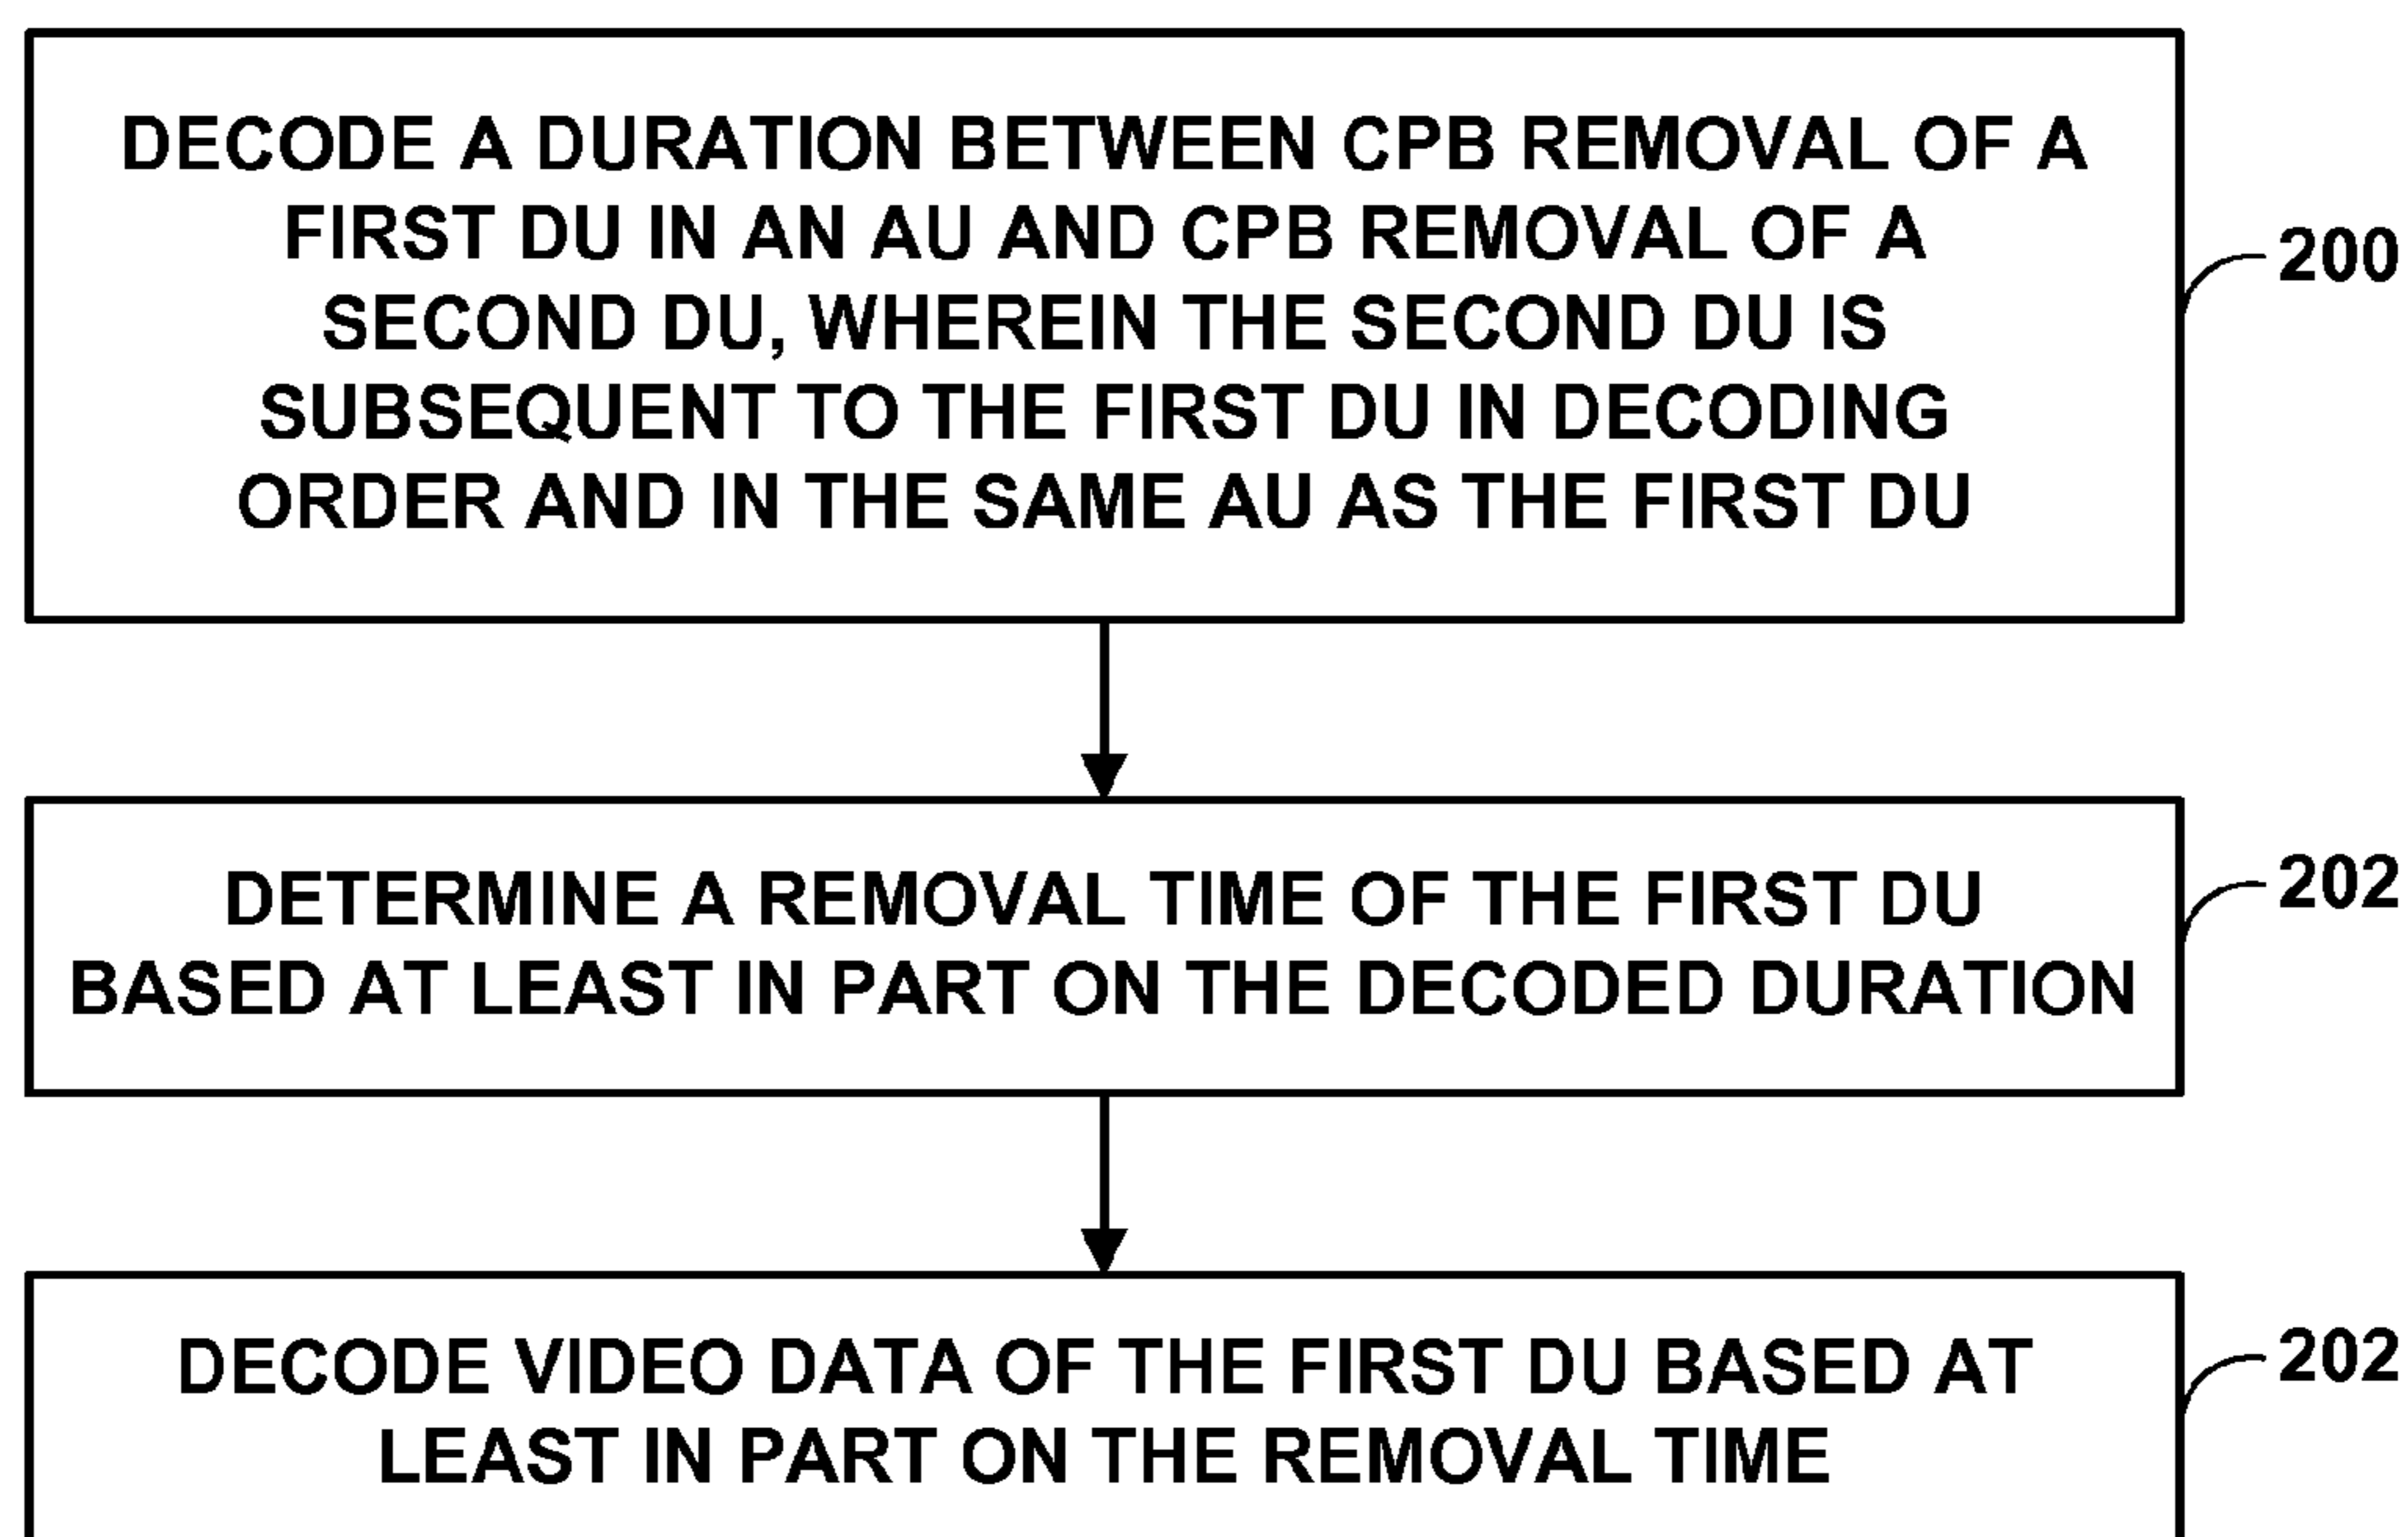 DECODE A DURATION BETWEEN CPB REMOVAL OF A
FIRST DU IN AN AU AND CPB REMOVAL OF A
SECOND DU, WHEREIN THE SECOND DU IS
SUBSEQUENT TO THE FIRST DU IN DECODING
ORDER AND IN THE SAME AU AS THE FIRST DU
200
DETERMINE A REMOVAL TIME OF THE FIRST DU
BASED AT LEAST IN PART ON THE DECODED DURATION
202
DECODE VIDEO DATA OF THE FIRST DU BASED AT
LEAST IN PART ON THE REMOVAL TIME
202